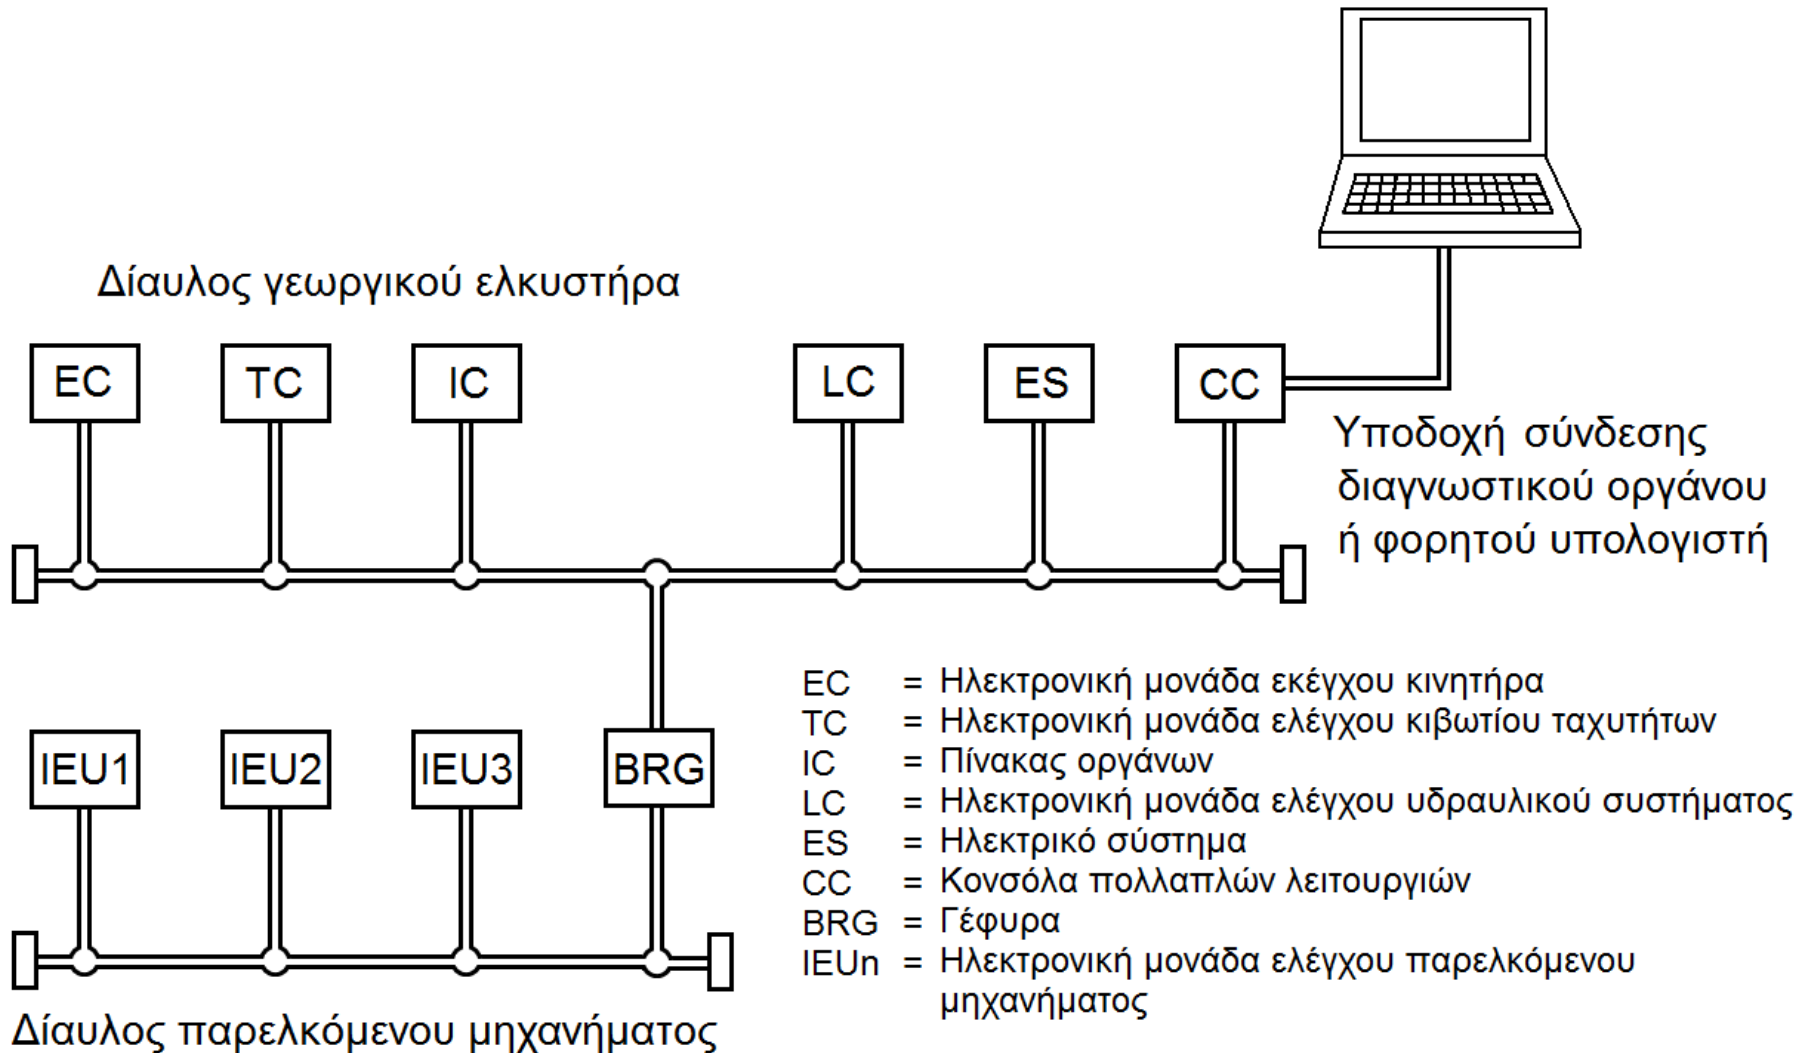 Δίαυλος γεωργικού ελκυστήρα
EC TC IC LC ES CC
Υποδοχή σύνδεσης
διαγνωστικού οργάνου
ή φορητού υπολογιστή
IEU1 IEU2 IEU3 BRG
EC = Ηλεκτρονική μονάδα εκέγχου κινητήρα
TC = Ηλεκτρονική μονάδα ελέγχου κιβωτίου ταχυτήτων
IC = Πίνακας οργάνων
LC = Ηλεκτρονική μονάδα ελέγχου υδραυλικού συστήματος
ES = Ηλεκτρικό σύστημα
CC = Κονσόλα πολλαπλών λειτουργιών
BRG = Γέφυρα
IEUn = Ηλεκτρονική μονάδα ελέγχου παρελκόμενου
μηχανήματος
Δίαυλος παρελκόμενου μηχανήματος